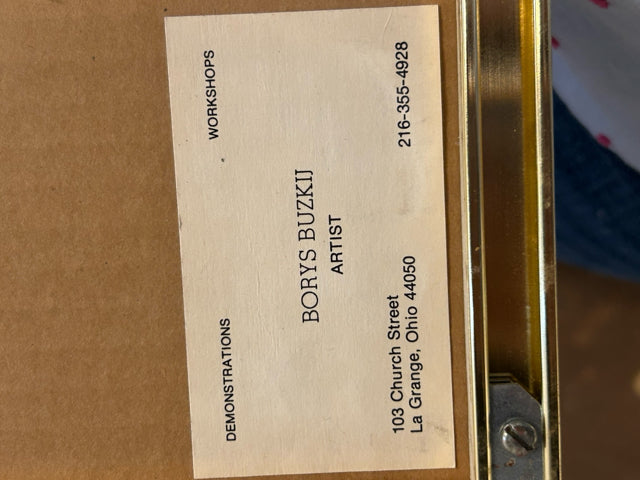 DEMONSTRATIONS WORKSHOPS
BORYS BUZKIJ
ARTIST
103 Church Street
La Grange, Ohio 44050 216-355-4928